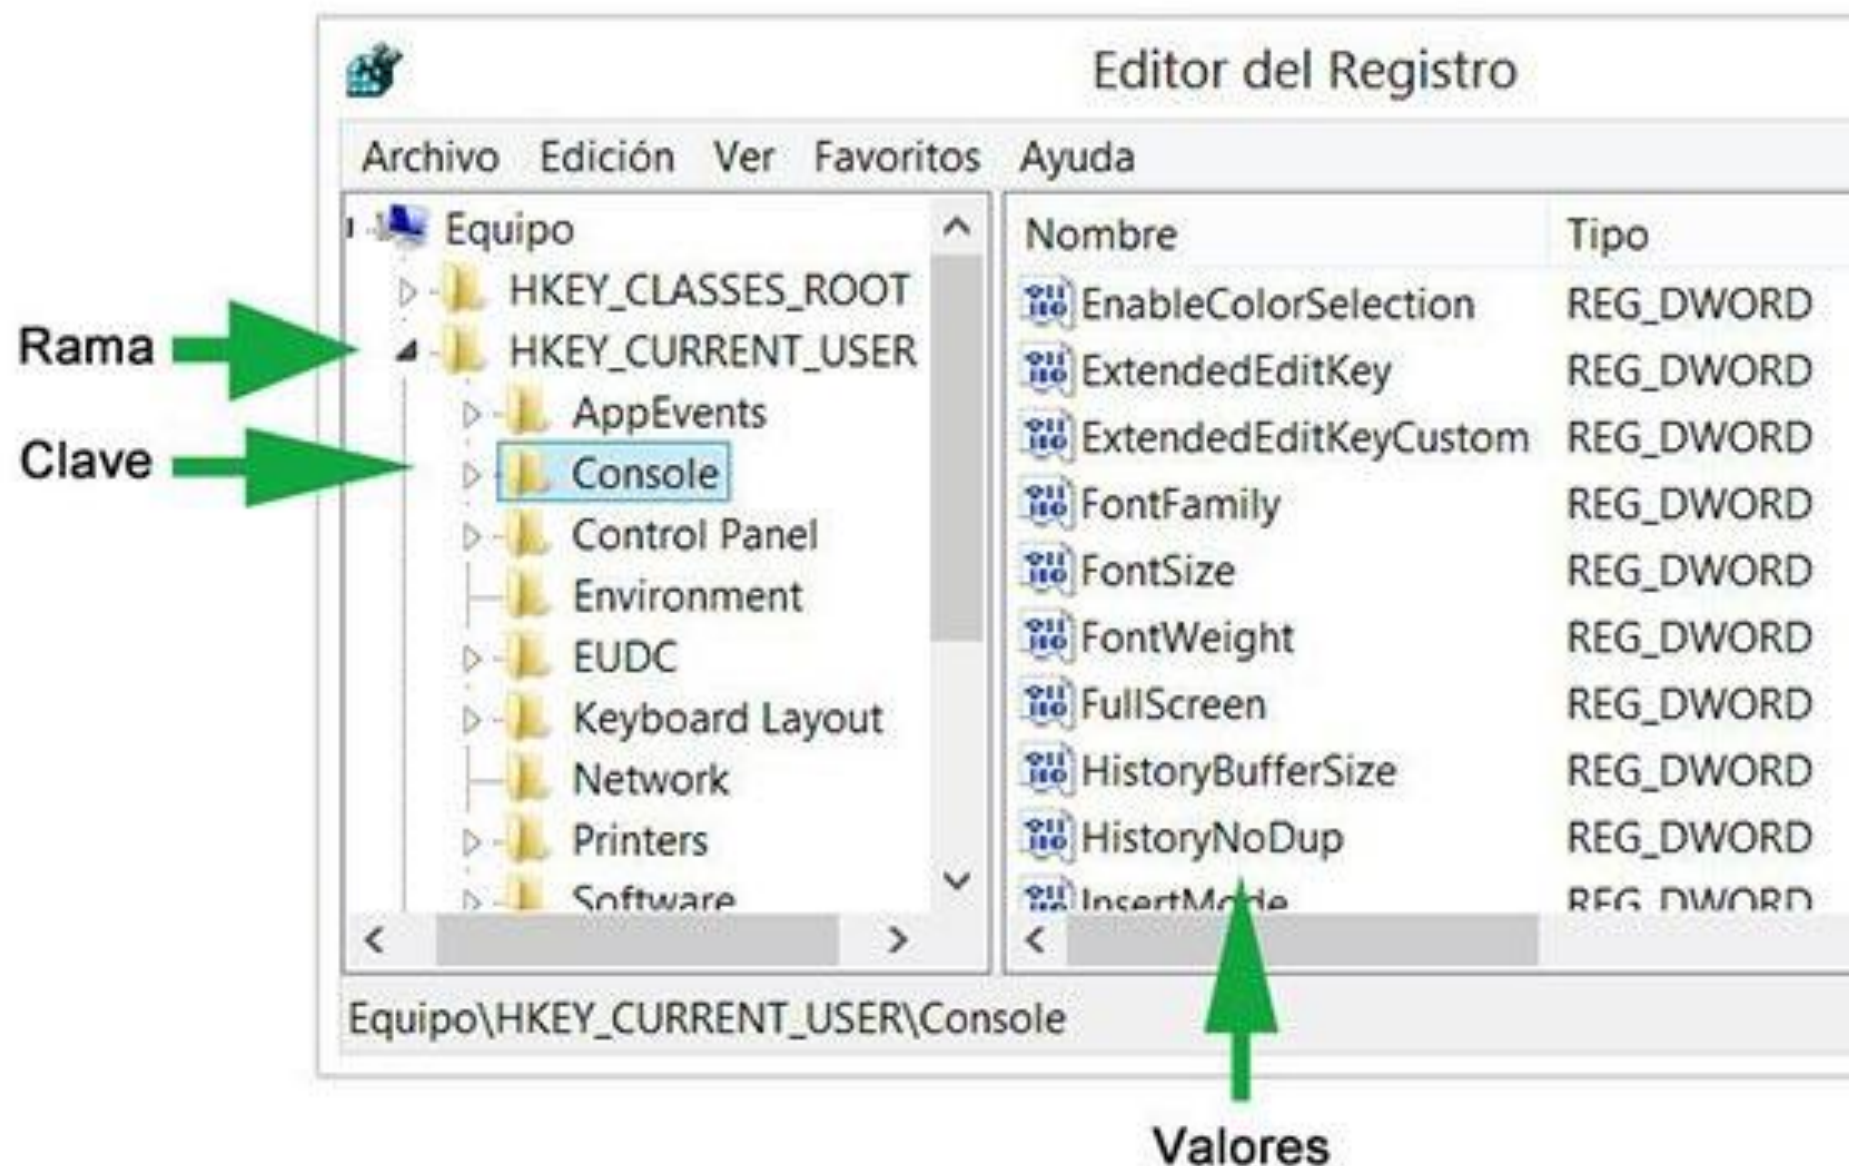 Editor del Registro
Archivo Edición Ver Favoritos Ayuda
Equipo
HKEY_CLASSES_ROOT
Rama
HKEY_CURRENT_USER
AppEvents
Clave
Console
Control Panel
Environment
EUDC
Keyboard Layout
Network
Printers
Software
Nombre Tipo
EnableColorSelection REG_DWORD
ExtendedEditKey REG_DWORD
ExtendedEditKeyCustom REG_DWORD
FontFamily REG_DWORD
FontSize REG_DWORD
FontWeight REG_DWORD
FullScreen REG_DWORD
HistoryBufferSize REG_DWORD
HistoryNoDup REG_DWORD
InsertMode REG_DWORD
Equipo\HKEY_CURRENT_USER\Console
Valores